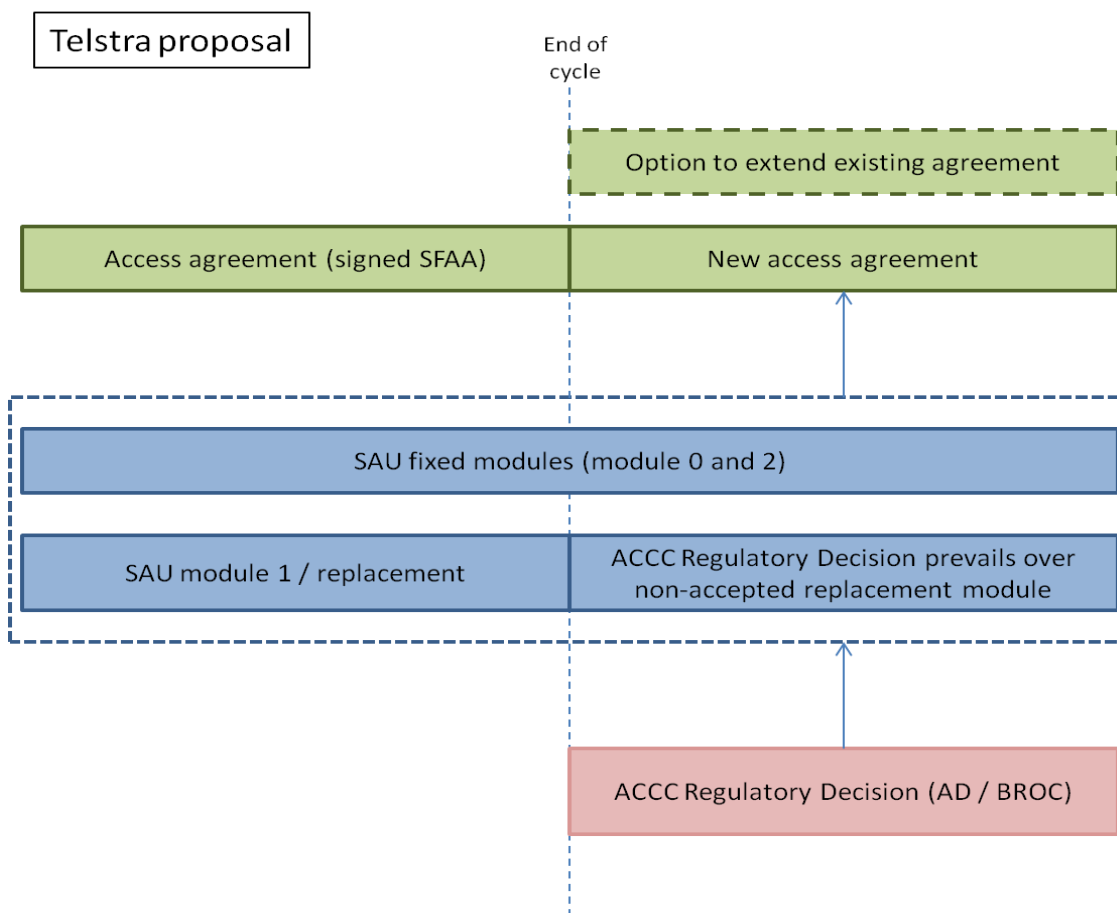 Telstra proposal
End of
cycle
Option to extend existing agreement
Access agreement (signed SFAA)
New access agreement
SAU fixed modules (module 0 and 2)
SAU module 1 / replacement
ACCC Regulatory Decision prevails over
non-accepted replacement module
ACCC Regulatory Decision (AD / BROC)